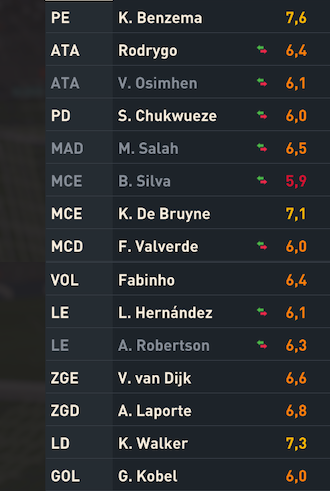 PE K. Benzema 7,6
ATA Rodrygo 6,4
ATA V. Osimhen 6,1
PD S. Chukwueze 6,0
MAD M. Salah 6,5
MCE B. Silva 5,9
MCE K. De Bruyne 7,1
MCD F. Valverde 6,0
VOL Fabinho 6,4
LE L. Hernández 6,1
LE A. Robertson 6,3
ZGE V. van Dijk 6,6
ZGD A. Laporte 6,8
LD K. Walker 7,3
GOL G. Kobel 6,0